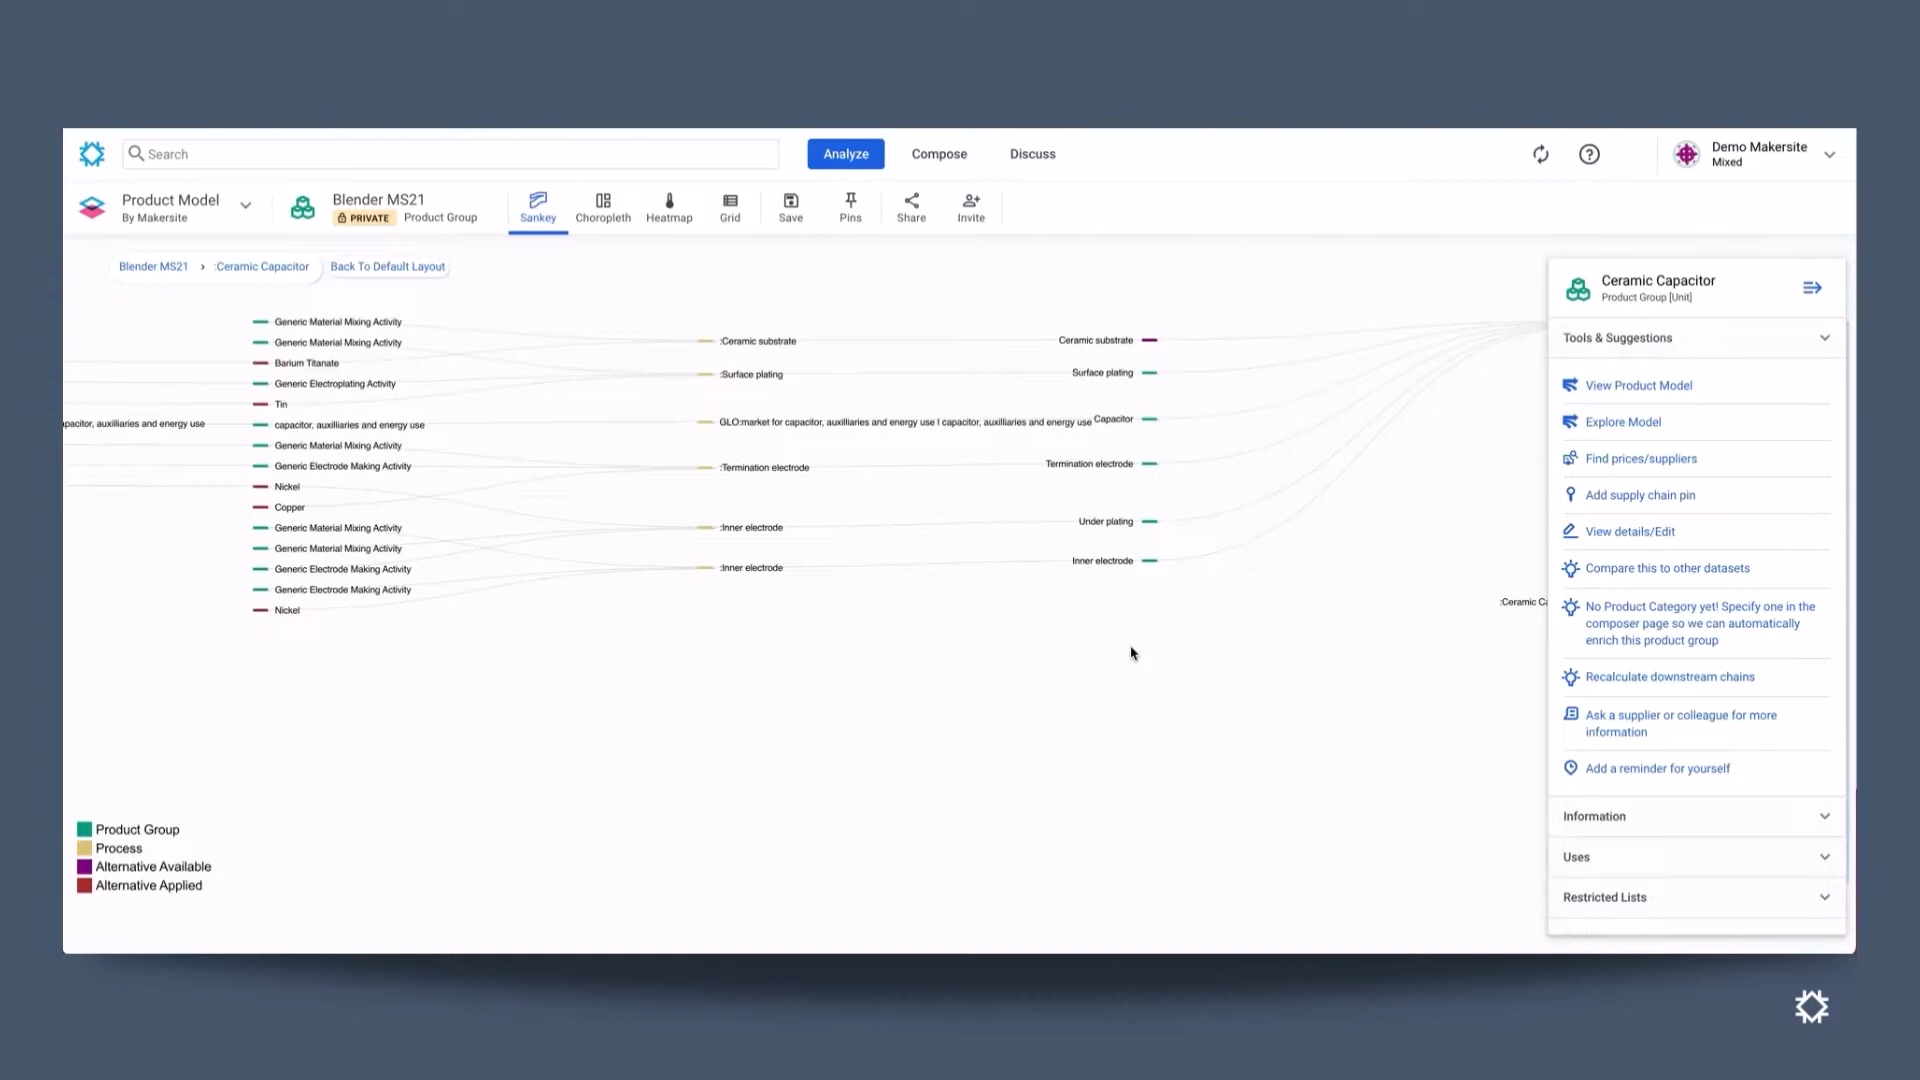 Search
Analyze
Compose
Discuss
Demo Makersite
Mixed
Product Model
By Makersite
Blender MS21
PRIVATE Product Group
Sankey
Choropleth
Heatmap
Grid
Save
Pins
Share
Invite
Blender MS21 › :Ceramic Capacitor
Back To Default Layout
apacitor, auxilliaries and energy use
Generic Material Mixing Activity
Generic Material Mixing Activity
Barium Titanate
Generic Electroplating Activity
Tin
capacitor, auxilliaries and energy use
Generic Material Mixing Activity
Generic Electrode Making Activity
Nickel
Copper
Generic Material Mixing Activity
Generic Material Mixing Activity
Generic Electrode Making Activity
Generic Electrode Making Activity
Nickel
:Ceramic substrate
:Surface plating
GLO:market for capacitor, auxilliaries and energy use | capacitor, auxilliaries and energy use
:Termination electrode
:Inner electrode
:Inner electrode
Ceramic substrate
Surface plating
Capacitor
Termination electrode
Under plating
Inner electrode
:Ceramic Ca
Ceramic Capacitor
Product Group [Unit]
Tools & Suggestions
View Product Model
Explore Model
Find prices/suppliers
Add supply chain pin
View details/Edit
Compare this to other datasets
No Product Category yet! Specify one in the
composer page so we can automatically
enrich this product group
Recalculate downstream chains
Ask a supplier or colleague for more
information
Add a reminder for yourself
Information
Uses
Restricted Lists
Product Group
Process
Alternative Available
Alternative Applied